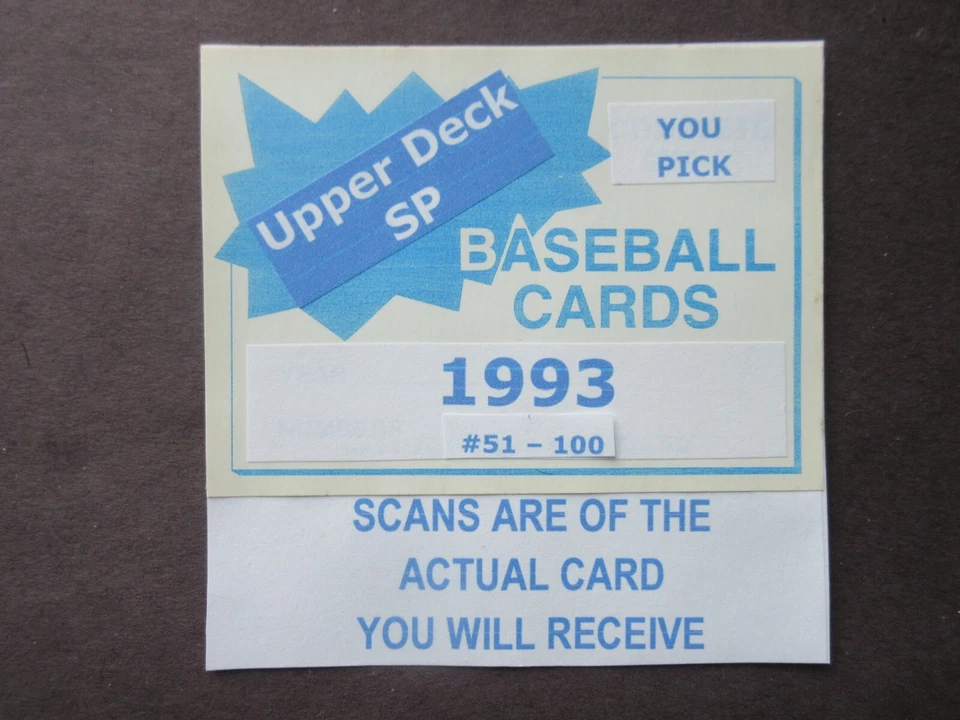 Upper Deck
SP
YOU
PICK
BASEBALL
CARDS
1993
#51 – 100
SCANS ARE OF THE
ACTUAL CARD
YOU WILL RECEIVE